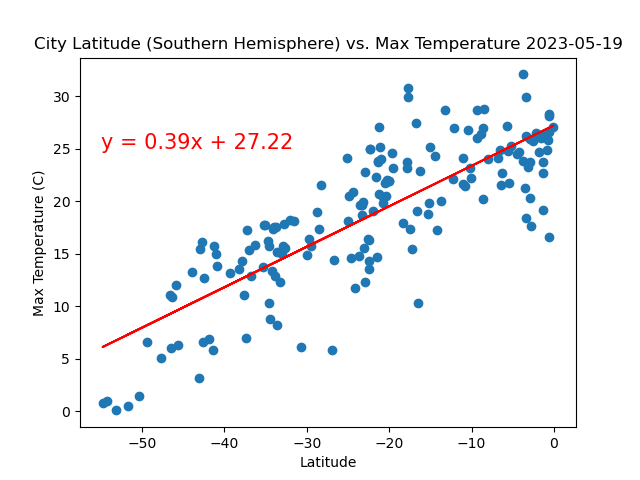 City Latitude (Southern Hemisphere) vs. Max Temperature 2023-05-19
30
25
20
15
10
5
0
Max Temperature (C)
y = 0.39x + 27.22
−50 −40 −30 −20 −10 0
Latitude